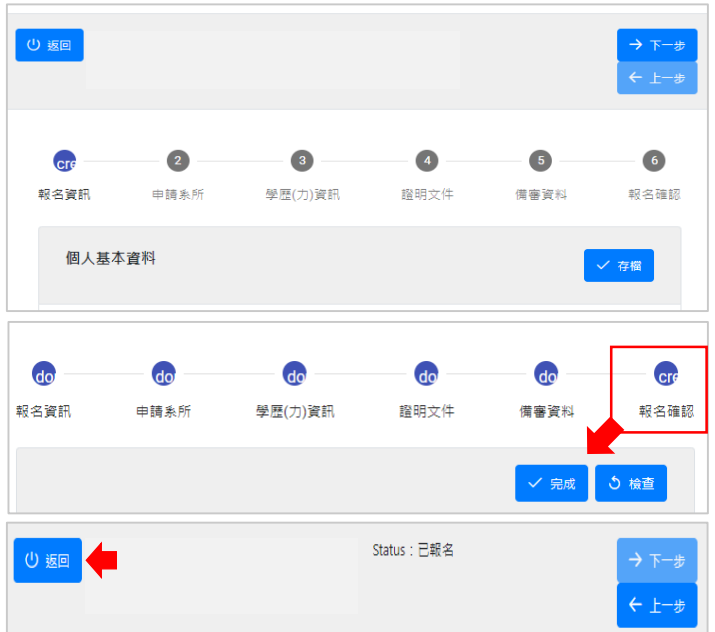 返回
下一步
上一步
cre 2 3 4 5 6
報名資訊 申請系所 學歷(力)資訊 證明文件 備審資料 報名確認
個人基本資料
存檔
do do do do do cre
報名資訊 申請系所 學歷(力)資訊 證明文件 備審資料 報名確認
完成 檢查
返回
Status：已報名
下一步
上一步